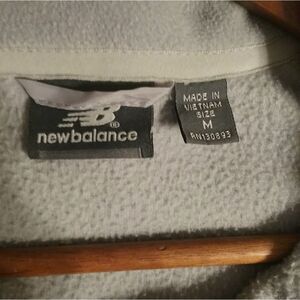 NB
®
newbalance
MADE IN
VIETNAM
SIZE
M
RN130893